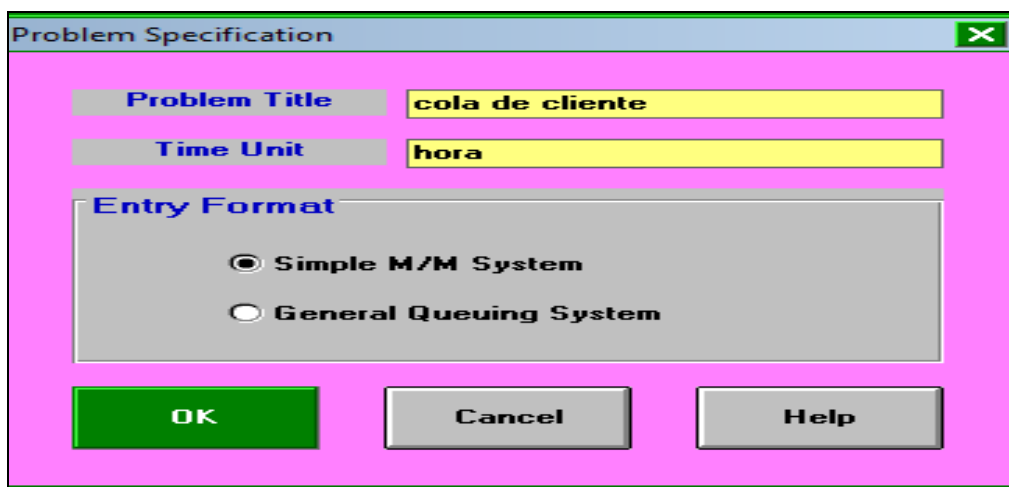 Problem Specification
Problem Title
cola de cliente
Time Unit
hora
Entry Format
Simple M/M System
General Queuing System
OK
Cancel
Help